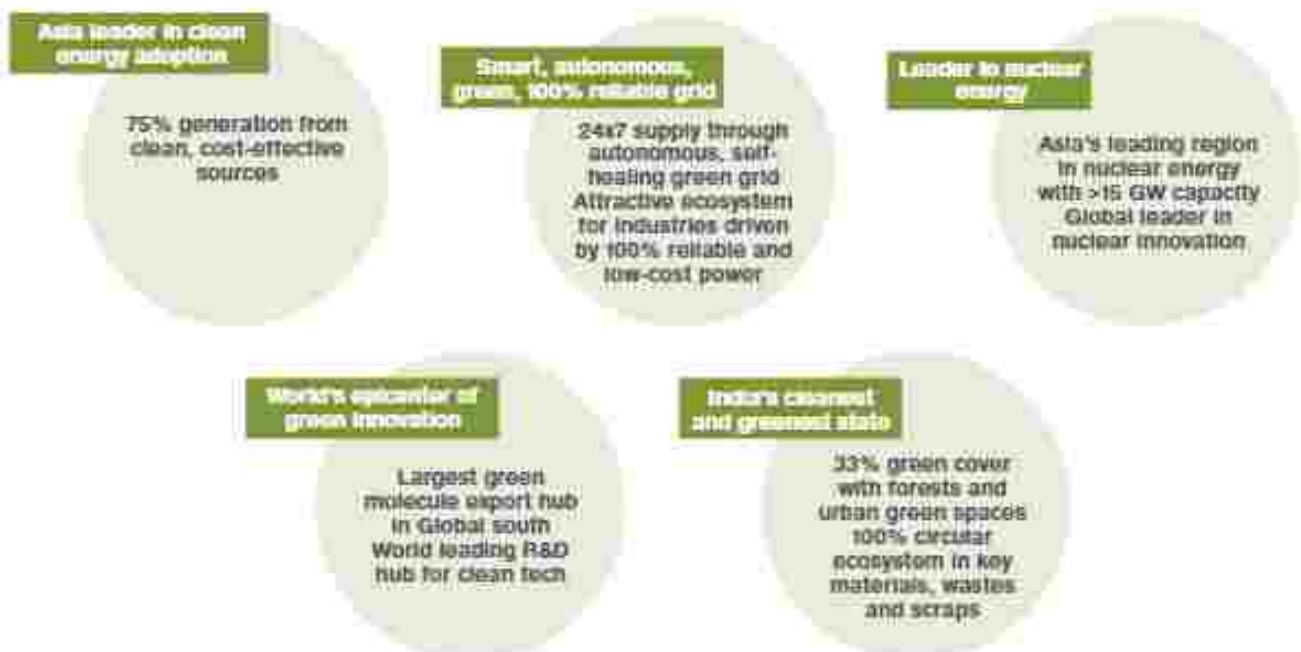 Asia leader in clean
energy adoption
75% generation from
clean, cost-effective
sources
Smart, autonomous,
green, 100% reliable grid
24x7 supply through
autonomous, self-
healing green grid
Attractive ecosystem
for industries driven
by 100% reliable and
low-cost power
Leader in nuclear
energy
Asia's leading region
in nuclear energy
with >15 GW capacity
Global leader in
nuclear innovation
World's epicenter of
green innovation
Largest green
molecule export hub
in Global south
World leading R&D
hub for clean tech
India's cleanest
and greenest state
33% green cover
with forests and
urban green spaces
100% circular
ecosystem in key
materials, wastes
and scraps